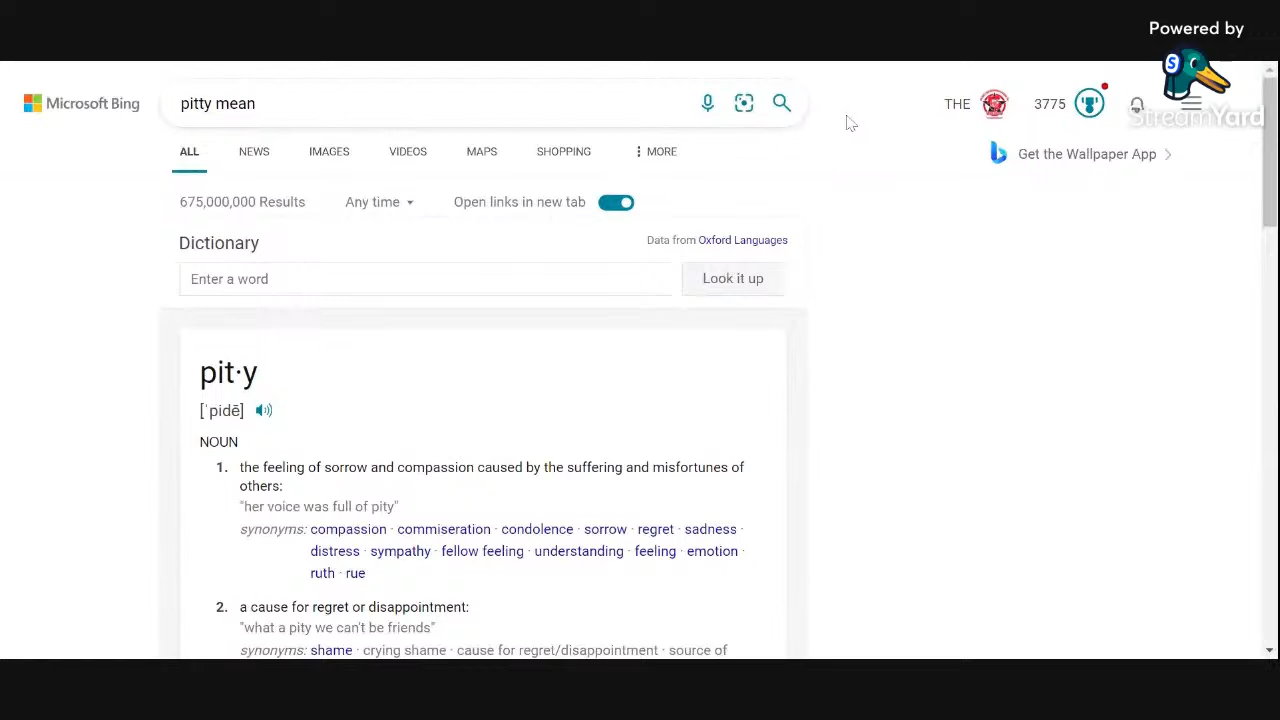 Powered by
StreamYard
Microsoft Bing
pitty mean
THE
3775
ALL NEWS IMAGES VIDEOS MAPS SHOPPING MORE
Get the Wallpaper App
675,000,000 Results Any time Open links in new tab
Dictionary
Data from Oxford Languages
Enter a word
Look it up
pit·y
[ˈpidē]
NOUN
1. the feeling of sorrow and compassion caused by the suffering and misfortunes of
others:
"her voice was full of pity"
synonyms: compassion · commiseration · condolence · sorrow · regret · sadness ·
distress · sympathy · fellow feeling · understanding · feeling · emotion ·
ruth · rue
2. a cause for regret or disappointment:
"what a pity we can't be friends"
synonyms: shame · crying shame · cause for regret/disappointment · source of